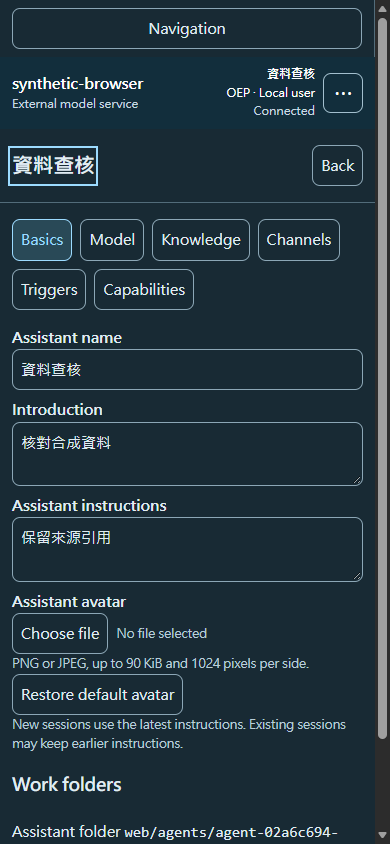 Navigation
synthetic-browser
External model service
資料查核
OEP · Local user
Connected
...
資料查核
Back
Basics
Model
Knowledge
Channels
Triggers
Capabilities
Assistant name
資料查核
Introduction
核對合成資料
Assistant instructions
保留來源引用
Assistant avatar
Choose file
No file selected
PNG or JPEG, up to 90 KiB and 1024 pixels per side.
Restore default avatar
New sessions use the latest instructions. Existing sessions
may keep earlier instructions.
Work folders
Assistant folder web/agents/agent-02a6c694-